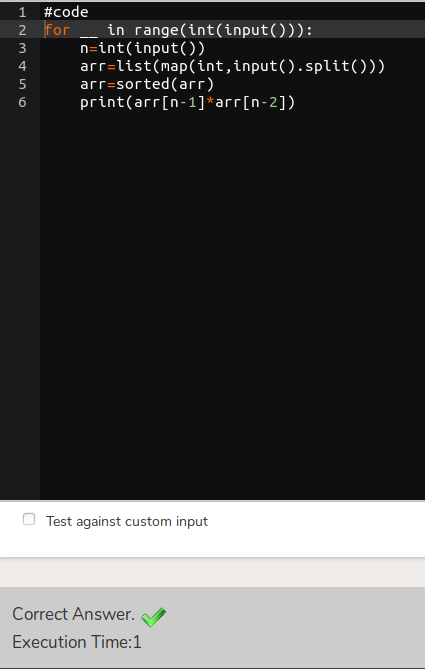 1 #code
2 for __ in range(int(input())):
3     n=int(input())
4     arr=list(map(int,input().split()))
5     arr=sorted(arr)
6     print(arr[n-1]*arr[n-2])
Test against custom input
Correct Answer.
Execution Time:1